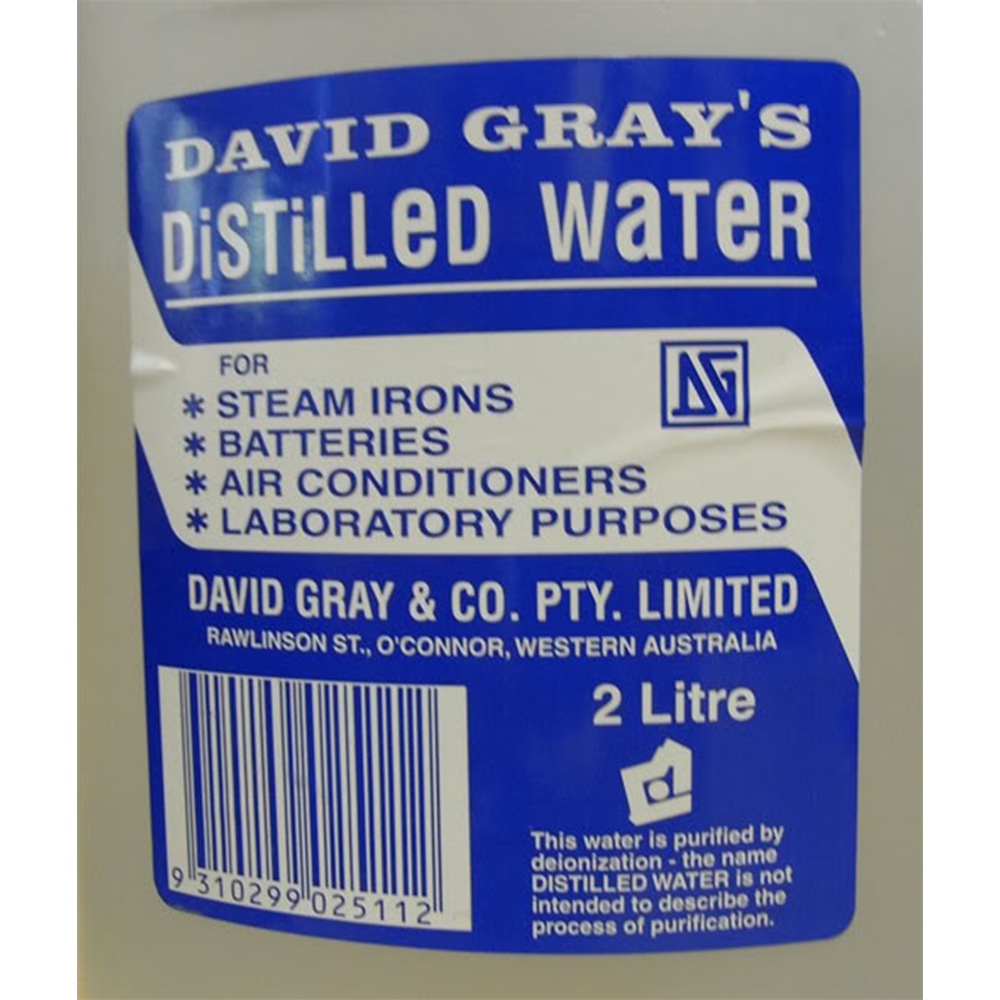 DAVID GRAY'S
DiSTiLLeD WaTeR
FOR
* STEAM IRONS
* BATTERIES
* AIR CONDITIONERS
* LABORATORY PURPOSES
DAVID GRAY & CO. PTY. LIMITED
RAWLINSON ST., O'CONNOR, WESTERN AUSTRALIA
2 Litre
This water is purified by
deionization - the name
DISTILLED WATER is not
intended to describe the
process of purification.
9 310299 025112